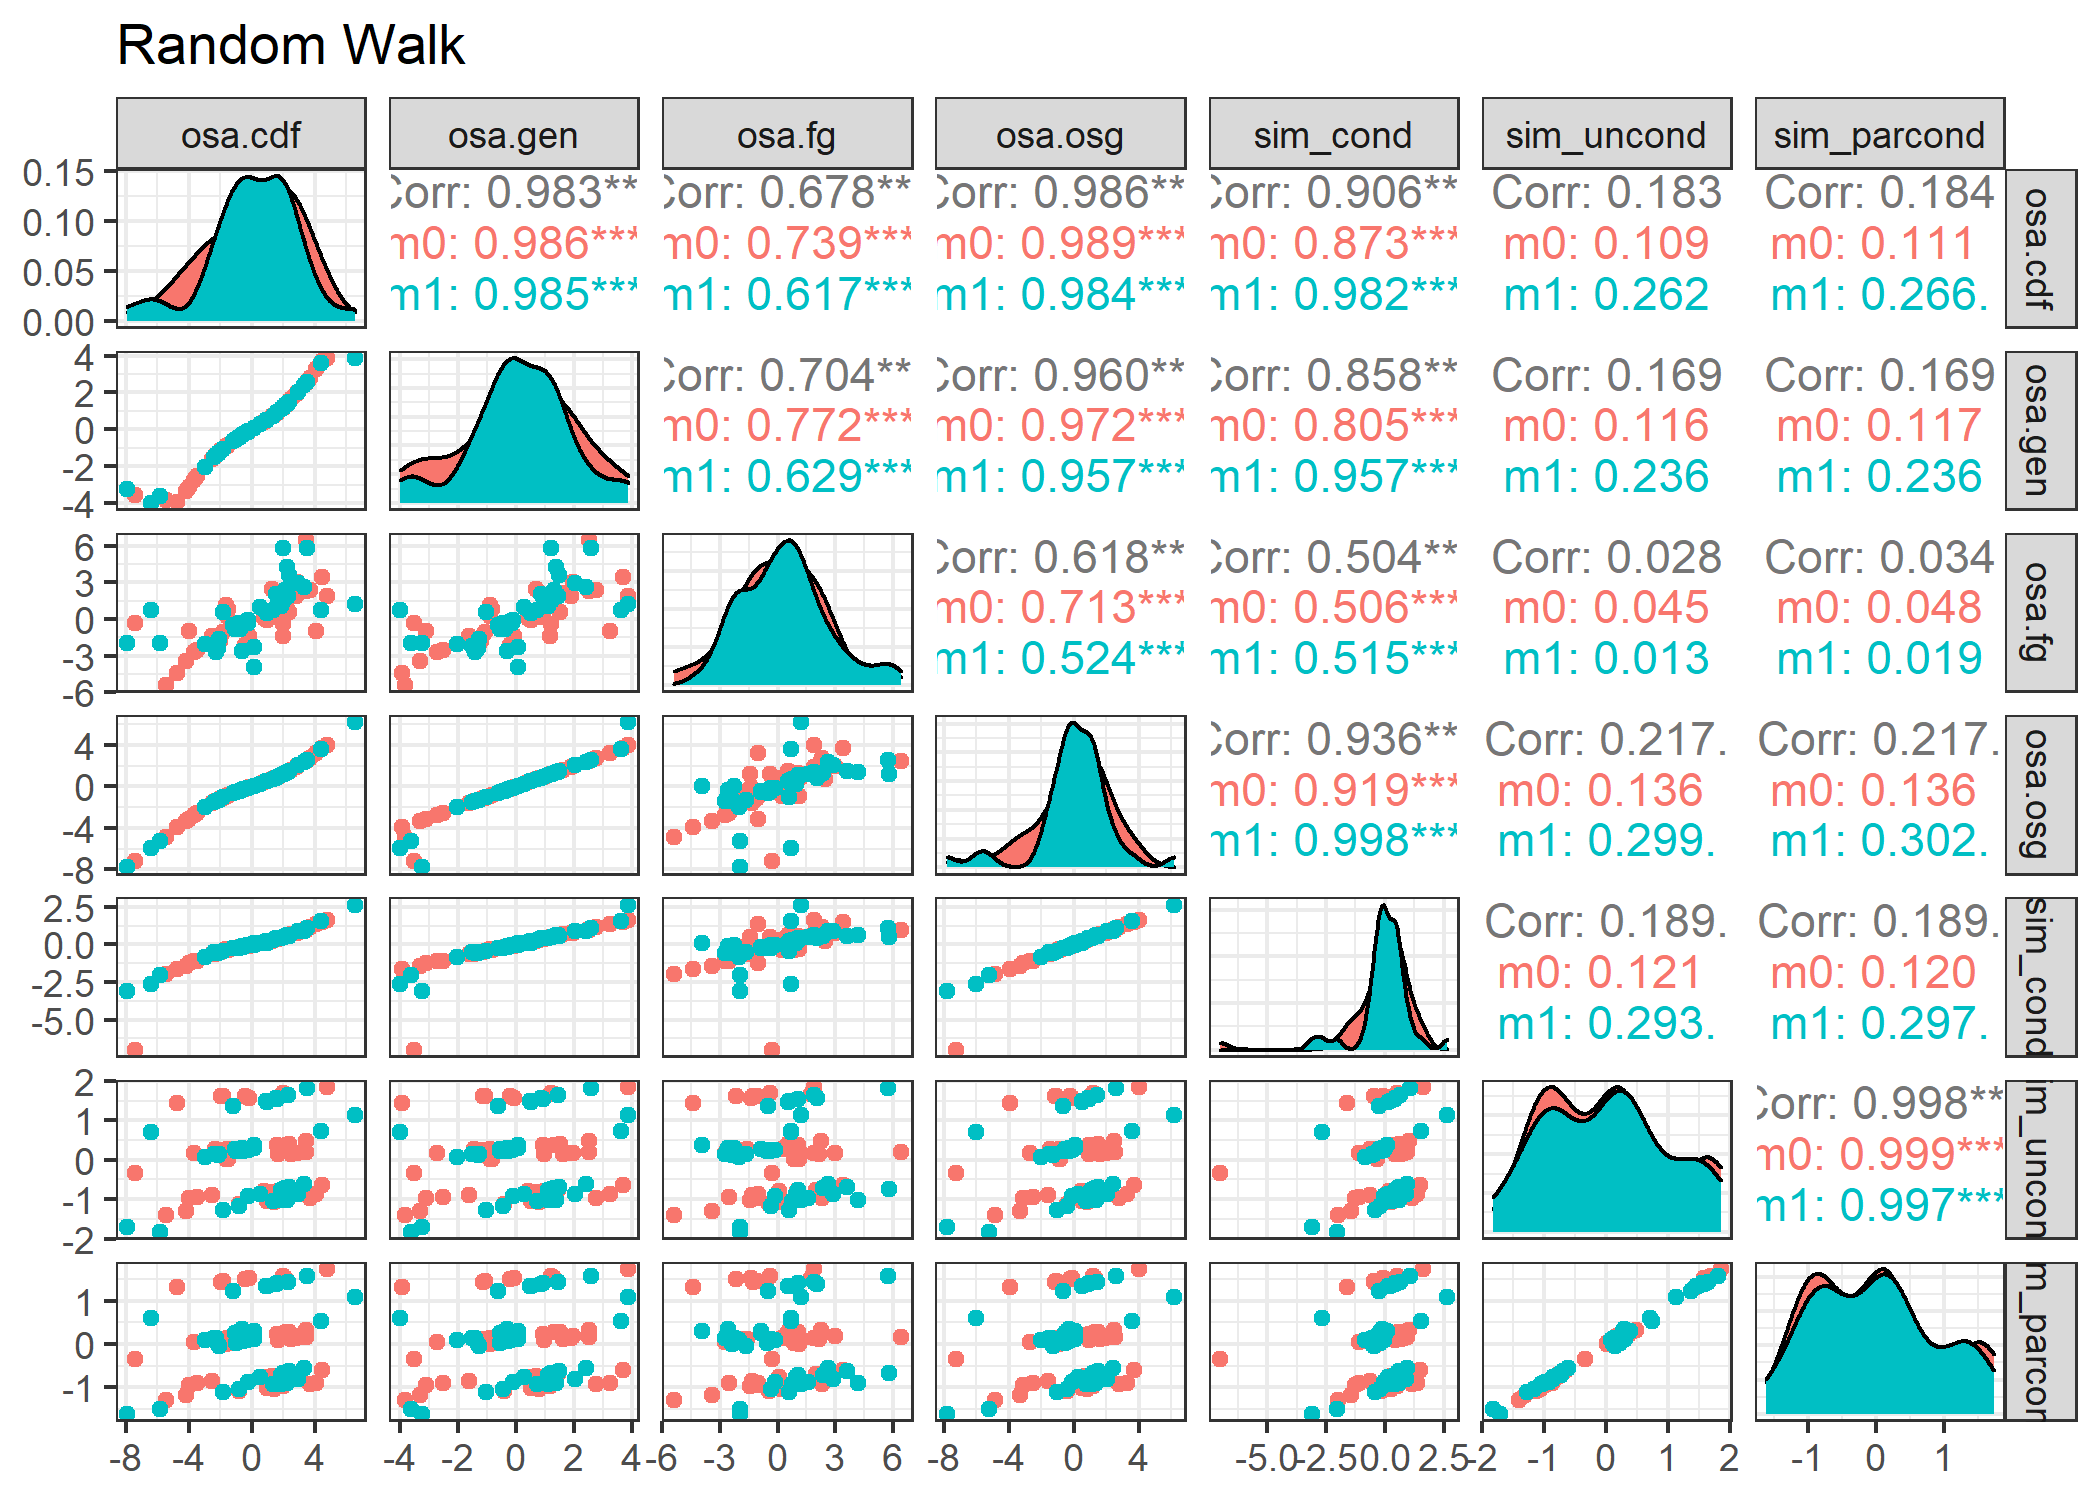 Random Walk
osa.cdf osa.gen osa.fg osa.osg sim_cond sim_uncond sim_parcond
0.15
0.10
0.05
0.00
Corr: 0.983** Corr: 0.678** Corr: 0.986** Corr: 0.906** Corr: 0.183 Corr: 0.184
m0: 0.986*** m0: 0.739*** m0: 0.989*** m0: 0.873*** m0: 0.109 m0: 0.111
m1: 0.985*** m1: 0.617*** m1: 0.984*** m1: 0.982*** m1: 0.262 m1: 0.266.
osa.cdf
4
2
0
-2
-4
Corr: 0.704** Corr: 0.960** Corr: 0.858** Corr: 0.169 Corr: 0.169
m0: 0.772*** m0: 0.972*** m0: 0.805*** m0: 0.116 m0: 0.117
m1: 0.629*** m1: 0.957*** m1: 0.957*** m1: 0.236 m1: 0.236
osa.gen
6
3
0
-3
-6
Corr: 0.618** Corr: 0.504** Corr: 0.028 Corr: 0.034
m0: 0.713*** m0: 0.506*** m0: 0.045 m0: 0.048
m1: 0.524*** m1: 0.515*** m1: 0.013 m1: 0.019
osa.fg
4
0
-4
-8
Corr: 0.936** Corr: 0.217. Corr: 0.217.
m0: 0.919*** m0: 0.136 m0: 0.136
m1: 0.998*** m1: 0.299. m1: 0.302.
osa.osg
2.5
0.0
-2.5
-5.0
Corr: 0.189. Corr: 0.189.
m0: 0.121 m0: 0.120
m1: 0.293. m1: 0.297.
sim_cond
2
1
0
-1
-2
Corr: 0.998**
m0: 0.999***
m1: 0.997***
im_uncon
1
0
-1
m_parcon
-8 -4 0 4 -4 -2 0 2 4 -6 -3 0 3 6 -8 -4 0 4 -5.0 -2.5 0.0 2.5 -2 -1 0 1 2 -1 0 1